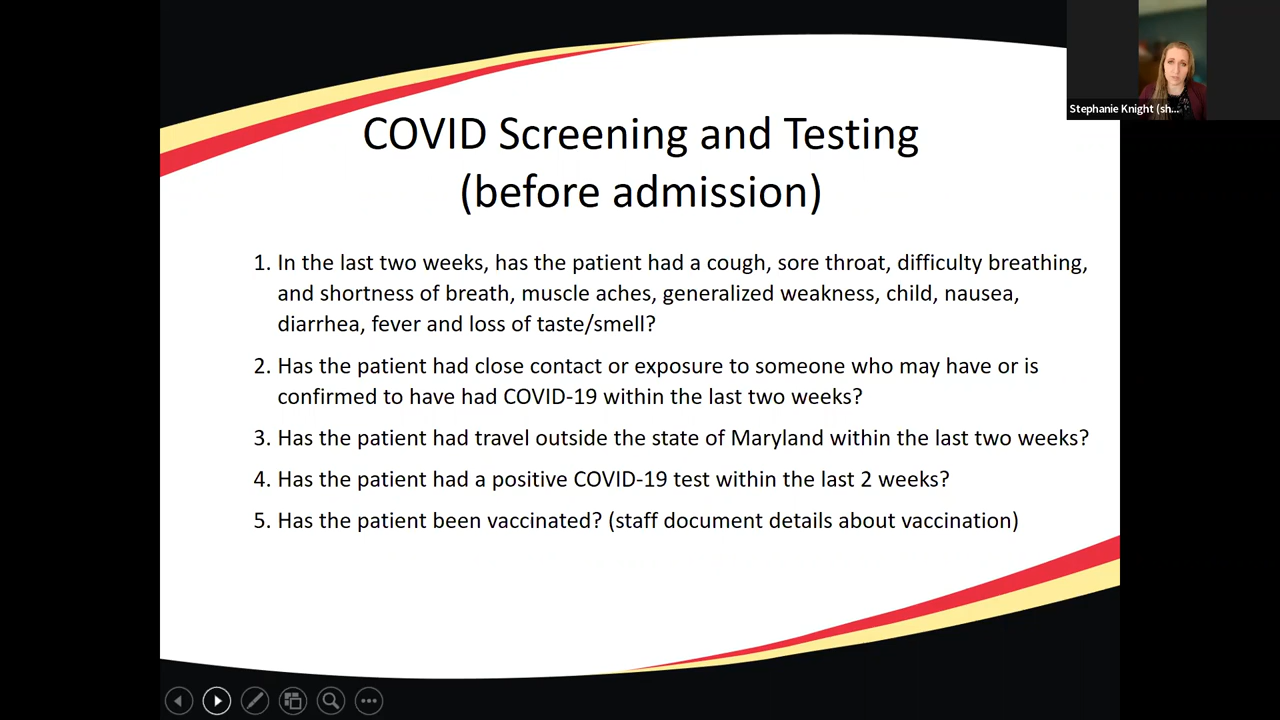 Stephanie Knight (sh...
COVID Screening and Testing
(before admission)
1. In the last two weeks, has the patient had a cough, sore throat, difficulty breathing,
and shortness of breath, muscle aches, generalized weakness, child, nausea,
diarrhea, fever and loss of taste/smell?
2. Has the patient had close contact or exposure to someone who may have or is
confirmed to have had COVID-19 within the last two weeks?
3. Has the patient had travel outside the state of Maryland within the last two weeks?
4. Has the patient had a positive COVID-19 test within the last 2 weeks?
5. Has the patient been vaccinated? (staff document details about vaccination)